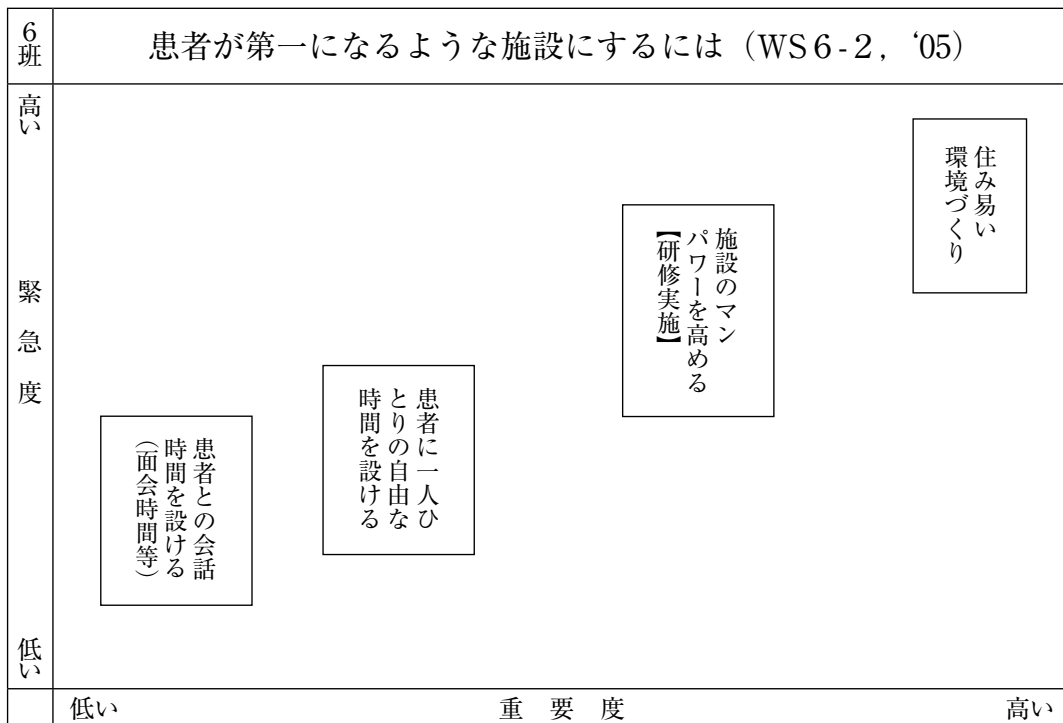 6班
患者が第一になるような施設にするには（WS6-2，‘05）
高い
緊急度
低い
住み易い
環境づくり
施設のマン
パワーを高める
【研修実施】
患者に一人ひ
とりの自由な
時間を設ける
患者との会話
時間を設ける
（面会時間等）
低い
重要度
高い